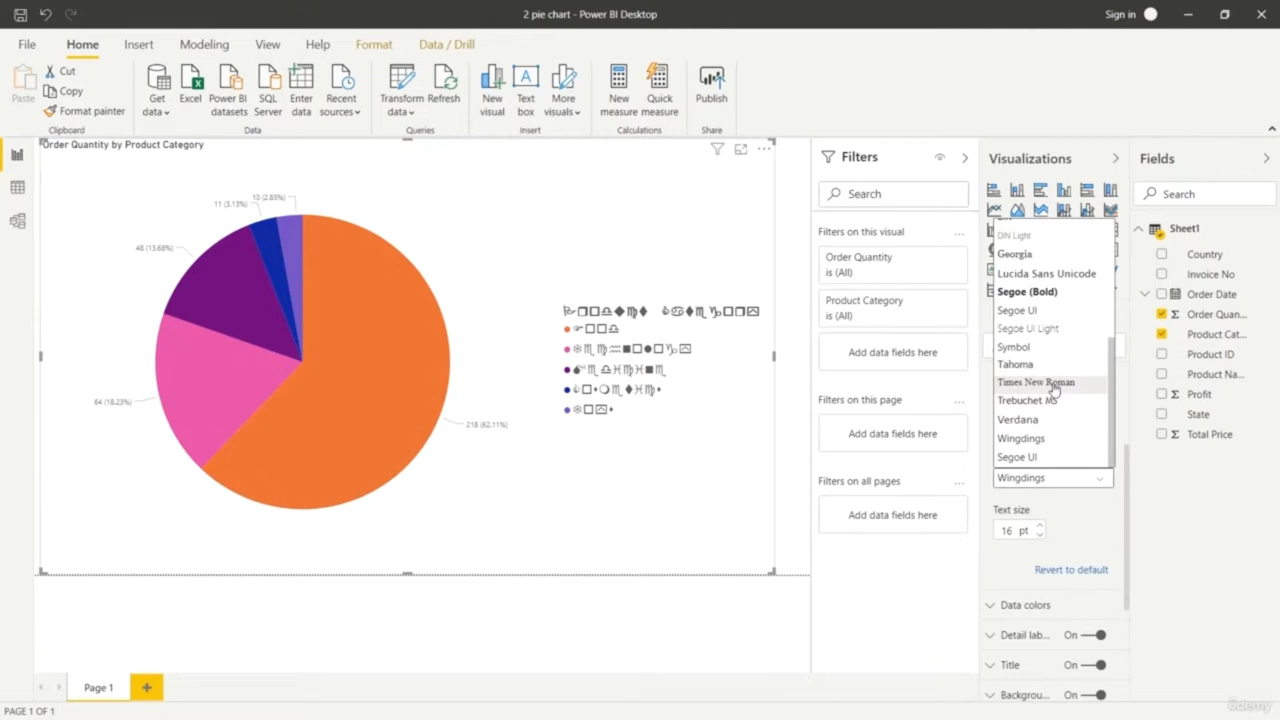 2 pie chart - Power BI Desktop
Sign in
File Home Insert Modeling View Help Format Data / Drill
Paste
Cut
Copy
Format painter
Get data
Excel
Power BI datasets
SQL Server
Enter data
Recent sources
Transform data
Refresh
New visual
Text box
More visuals
New measure
Quick measure
Publish
Clipboard Data Queries Insert Calculations Share
Order Quantity by Product Category
10 (2.85%)
11 (3.13%)
48 (13.68%)
64 (18.23%)
218 (62.11%)
Filters
Search
Filters on this visual
Order Quantity
is (All)
Product Category
is (All)
Add data fields here
Filters on this page
Add data fields here
Filters on all pages
Add data fields here
Visualizations
DIN Light
Georgia
Lucida Sans Unicode
Segoe (Bold)
Segoe UI
Segoe UI Light
Symbol
Tahoma
Times New Roman
Trebuchet MS
Verdana
Wingdings
Segoe UI
Wingdings
Text size
16 pt
Revert to default
Data colors
Detail lab... On
Title On
Backgrou... On
Fields
Search
Sheet1
Country
Invoice No
Order Date
Order Quan...
Product Cat...
Product ID
Product Na...
Profit
State
Total Price
Page 1
PAGE 1 OF 1
ûdemy